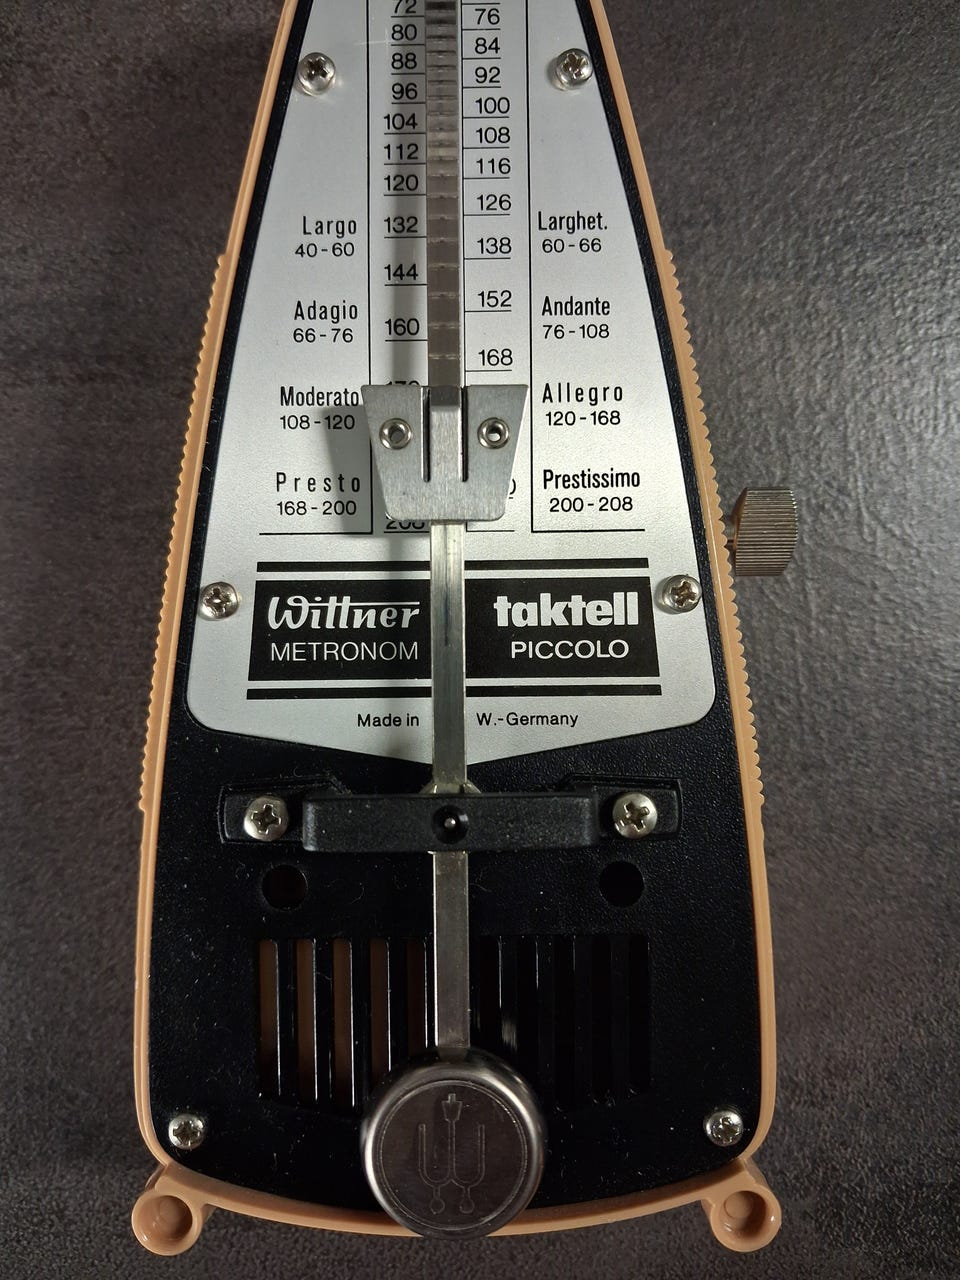 72
76
80
84
88
92
96
100
104
108
112
116
120
126
132
138
144
152
160
168
208
Largo
40-60
Larghet.
60-66
Adagio
66-76
Andante
76-108
Moderato
108-120
Allegro
120-168
Presto
168-200
Prestissimo
200-208
Wittner taktell
METRONOM PICCOLO
Made in W.-Germany